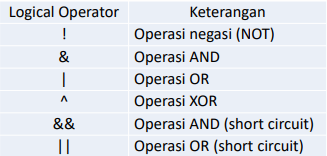 Logical Operator Keterangan
! Operasi negasi (NOT)
& Operasi AND
| Operasi OR
^ Operasi XOR
&& Operasi AND (short circuit)
|| Operasi OR (short circuit)